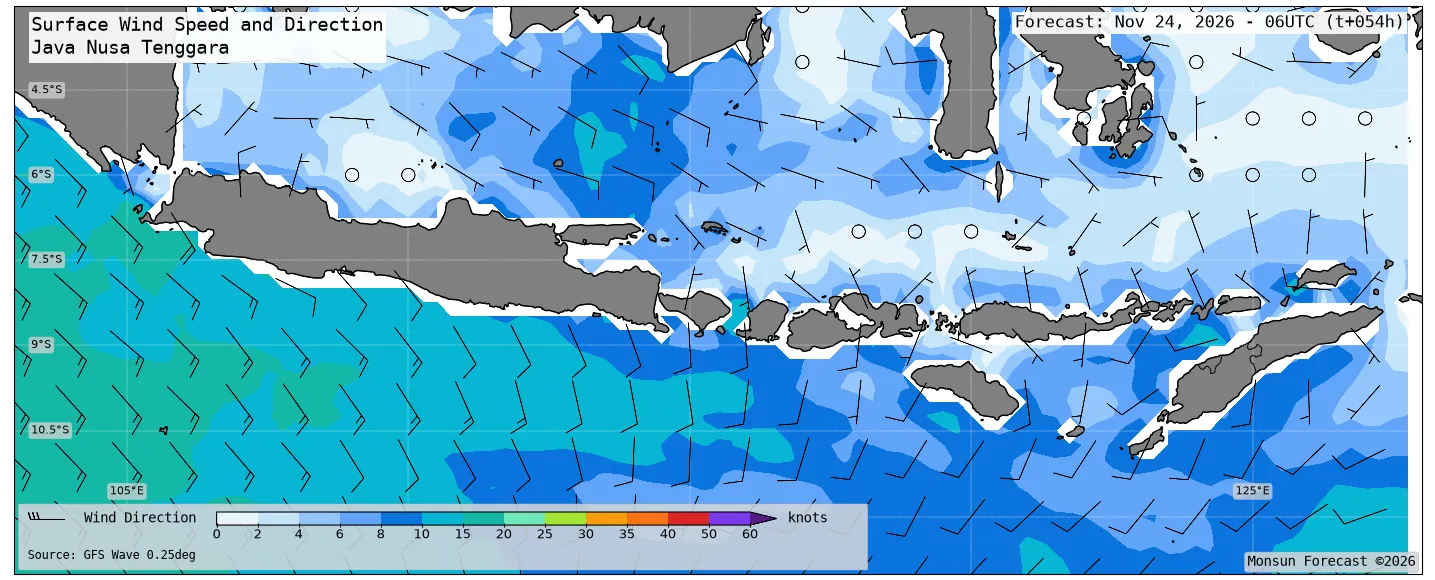 Surface Wind Speed and Direction
Java Nusa Tenggara
Forecast: Nov 24, 2026 - 06UTC (t+054h)
4.5°S
6°S
7.5°S
9°S
10.5°S
105°E
125°E
Wind Direction
knots
0 2 4 6 8 10 15 20 25 30 35 40 50 60
Source: GFS Wave 0.25deg
Monsun Forecast ©2026